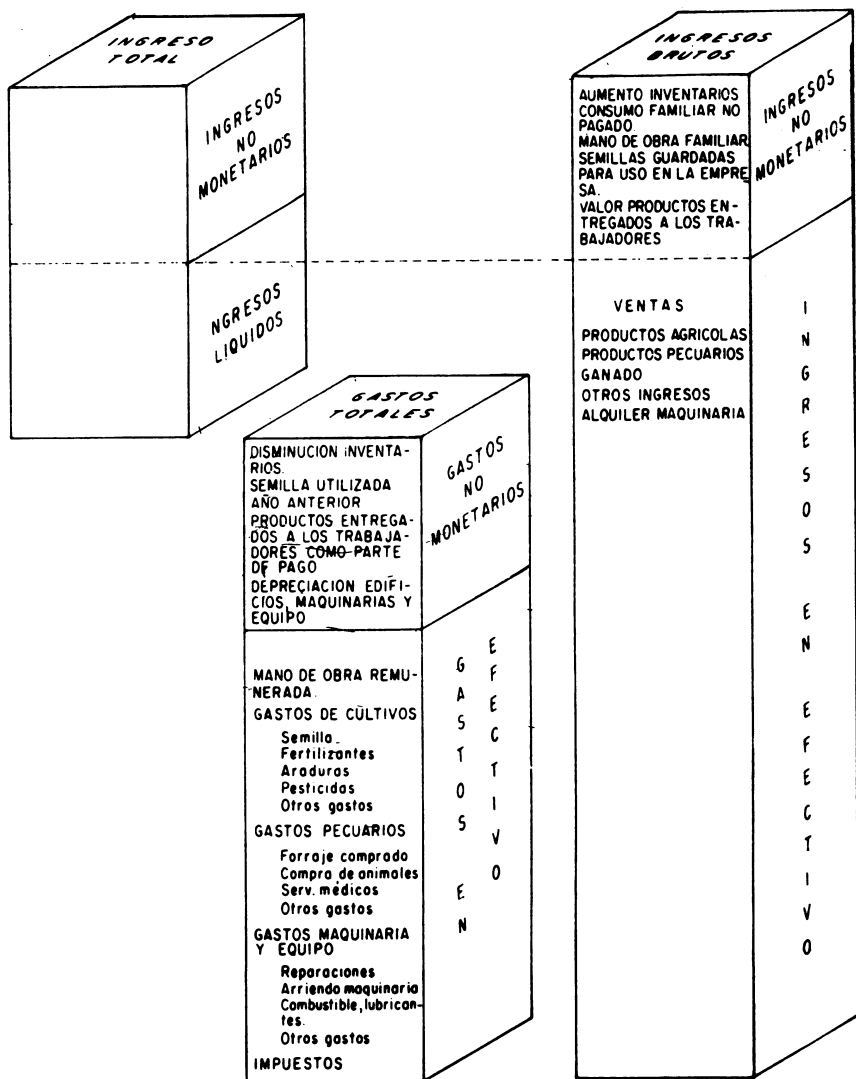 INGRESO
TOTAL
INGRESOS
NO
MONETARIOS
NGRESOS
LIQUIDOS
GASTOS
TOTALES
DISMINUCION INVENTA-
RIOS.
SEMILLA UTILIZADA
AÑO ANTERIOR
PRODUCTOS ENTREGA-
DOS A LOS TRABAJA-
DORES COMO PARTE
DE PAGO
DEPRECIACION EDIFI-
CIOS, MAQUINARIAS Y
EQUIPO
GASTOS
NO
MONETARIOS
MANO DE OBRA REMU-
NERADA.
GASTOS DE CULTIVOS
Semilla
Fertilizantes
Araduras
Pesticidas
Otros gastos
GASTOS PECUARIOS
Forraje comprado
Compra de animales
Serv. médicos
Otros gastos
GASTOS MAQUINARIA
Y EQUIPO
Reparaciones
Arriendo maquinaria
Combustible, lubrican-
tes.
Otros gastos
IMPUESTOS
GASTOS EN
EFECTIVO
INGRESOS
BRUTOS
AUMENTO INVENTARIOS
CONSUMO FAMILIAR NO
PAGADO.
MANO DE OBRA FAMILIAR
SEMILLAS GUARDADAS
PARA USO EN LA EMPRE
SA.
VALOR PRODUCTOS EN-
TREGADOS A LOS TRA-
BAJADORES
INGRESOS
NO
MONETARIOS
VENTAS
PRODUCTOS AGRICOLAS
PRODUCTOS PECUARIOS
GANADO
OTROS INGRESOS
ALQUILER MAQUINARIA
INGRESOS EN EFECTIVO